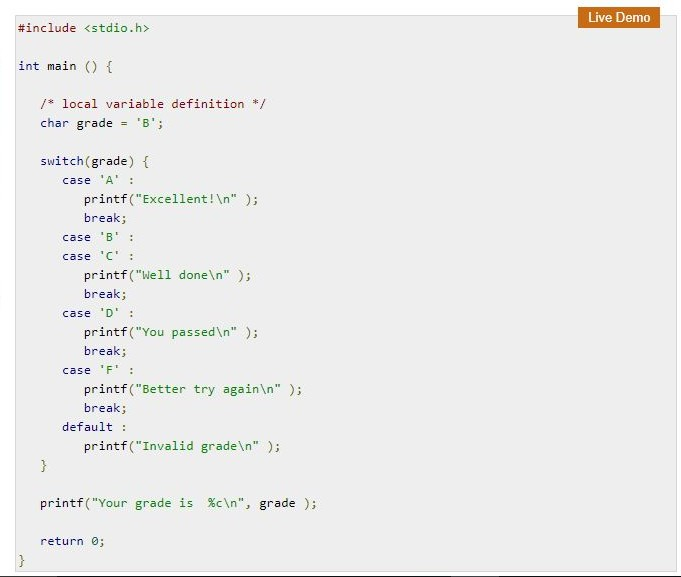 Live Demo
#include <stdio.h>
int main () {
/* local variable definition */
char grade = 'B';
switch(grade) {
case 'A' :
printf("Excellent!\n" );
break;
case 'B' :
case 'C' :
printf("Well done\n" );
break;
case 'D' :
printf("You passed\n" );
break;
case 'F' :
printf("Better try again\n" );
break;
default :
printf("Invalid grade\n" );
}
printf("Your grade is  %c\n", grade );
return 0;
}